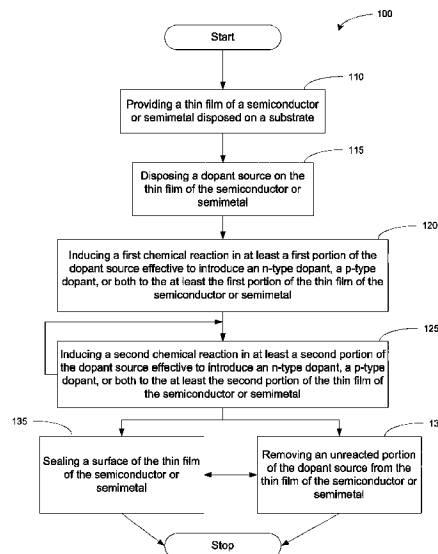 100
Start
110
Providing a thin film of a semiconductor
or semimetal disposed on a substrate
115
Disposing a dopant source on the
thin film of the semiconductor or
semimetal
120
Inducing a first chemical reaction in at least a first portion of the
dopant source effective to introduce an n-type dopant, a p-type
dopant, or both to the at least the first portion of the thin film of the
semiconductor or semimetal
125
Inducing a second chemical reaction in at least a second portion of
the dopant source effective to introduce an n-type dopant, a p-type
dopant, or both to the at least the second portion of the thin film of
the semiconductor or semimetal
135
Sealing a surface of the thin film
of the semiconductor or
semimetal
Removing an unreacted portion
of the dopant source from the
thin film of the semiconductor or
semimetal
Stop